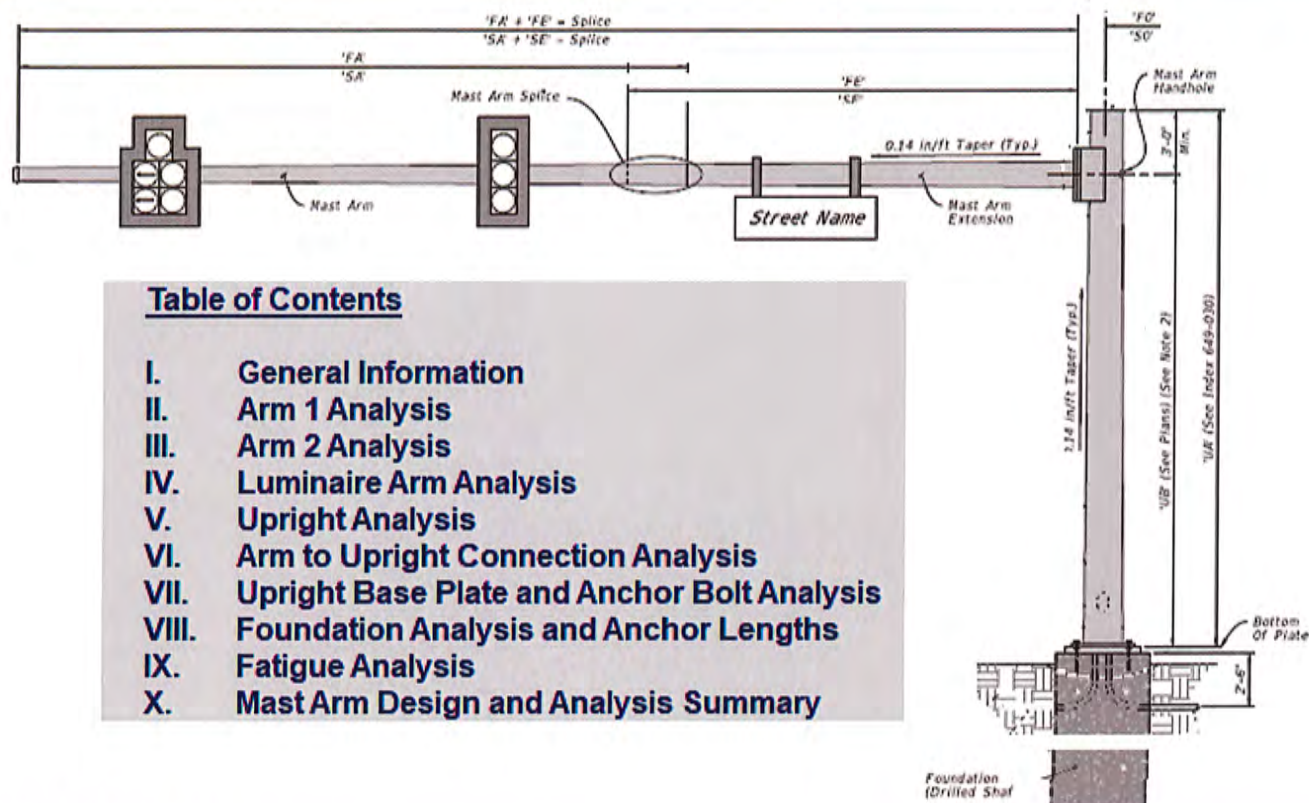 'FA' + 'FE' = Splice
'SA' + 'SE' - Splice
'FO'
'SO'
'FA'
'SA'
'FE'
'SE'
Mast Arm
Handhole
Mast Arm Splice
0.14 in/ft Taper (Typ.)
3'-0"
Min.
Mast Arm
Street Name
Mast Arm
Extension
Table of Contents
I. General Information
II. Arm 1 Analysis
III. Arm 2 Analysis
IV. Luminaire Arm Analysis
V. Upright Analysis
VI. Arm to Upright Connection Analysis
VII. Upright Base Plate and Anchor Bolt Analysis
VIII. Foundation Analysis and Anchor Lengths
IX. Fatigue Analysis
X. Mast Arm Design and Analysis Summary
in/ft Taper (Typ.)
'UB' (See Plans) (See Note 2)
'UA' (See Index 649-030)
Bottom
Of Plate
2'-6"
Foundation
(Drilled Shaf